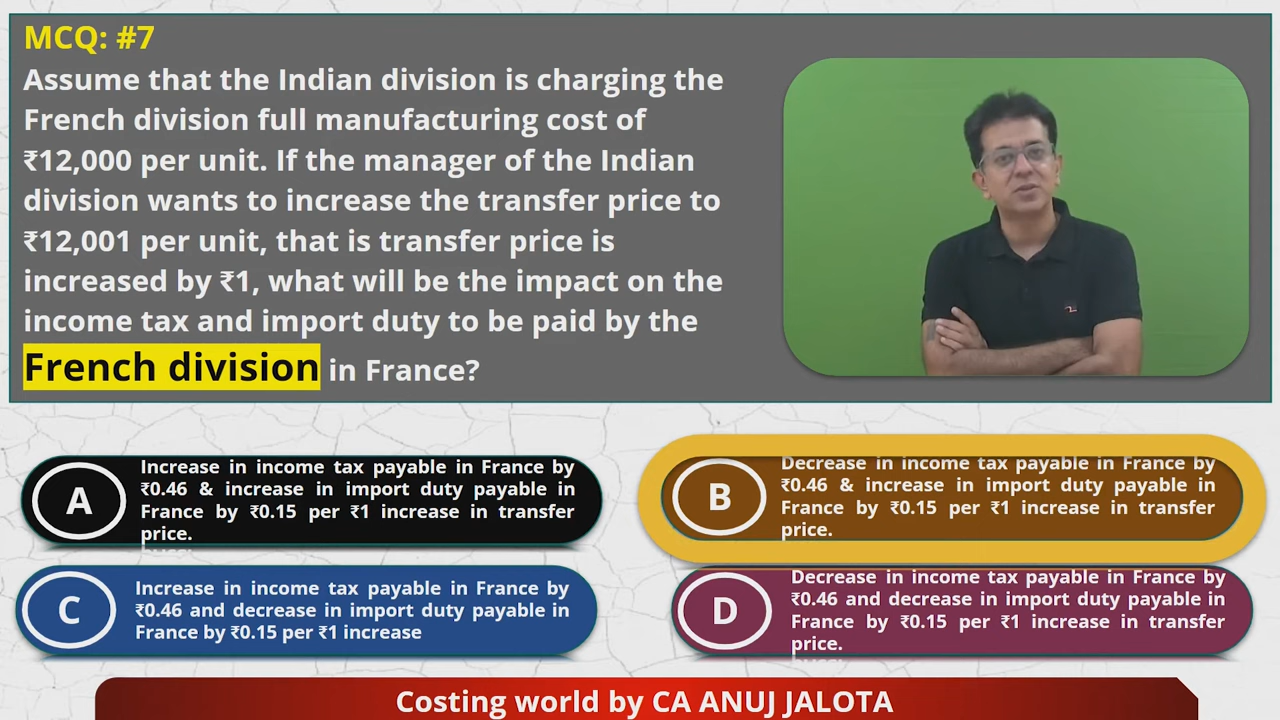 MCQ: #7
Assume that the Indian division is charging the
French division full manufacturing cost of
₹12,000 per unit. If the manager of the Indian
division wants to increase the transfer price to
₹12,001 per unit, that is transfer price is
increased by ₹1, what will be the impact on the
income tax and import duty to be paid by the
French division in France?
A
Increase in income tax payable in France by
₹0.46 & increase in import duty payable in
France by ₹0.15 per ₹1 increase in transfer
price.
B
Decrease in income tax payable in France by
₹0.46 & increase in import duty payable in
France by ₹0.15 per ₹1 increase in transfer
price.
C
Increase in income tax payable in France by
₹0.46 and decrease in import duty payable in
France by ₹0.15 per ₹1 increase
D
Decrease in income tax payable in France by
₹0.46 and decrease in import duty payable in
France by ₹0.15 per ₹1 increase in transfer
price.
Costing world by CA ANUJ JALOTA